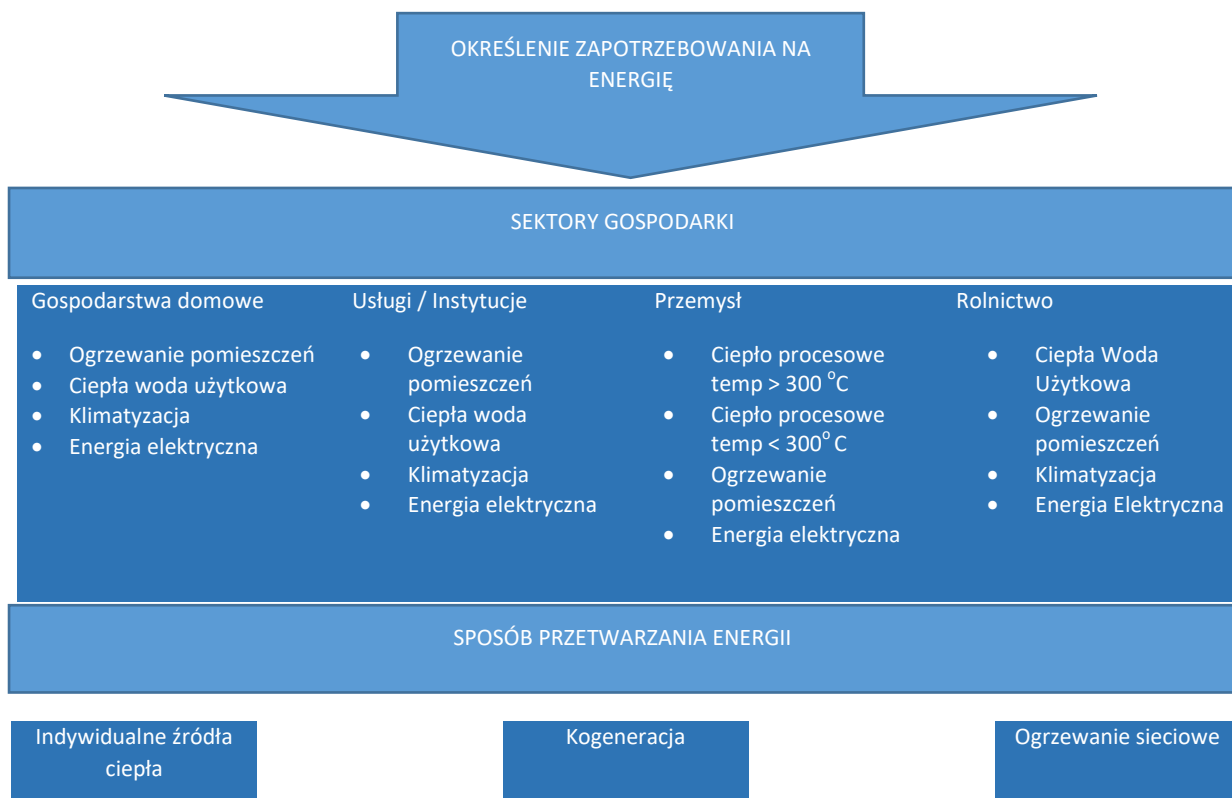 OKREŚLENIE ZAPOTRZEBOWANIA NA
ENERGIĘ
SEKTORY GOSPODARKI
Gospodarstwa domowe
• Ogrzewanie pomieszczeń
• Ciepła woda użytkowa
• Klimatyzacja
• Energia elektryczna
Usługi / Instytucje
• Ogrzewanie
pomieszczeń
• Ciepła woda
użytkowa
• Klimatyzacja
• Energia elektryczna
Przemysł
• Ciepło procesowe
temp > 300 °C
• Ciepło procesowe
temp < 300° C
• Ogrzewanie
pomieszczeń
• Energia elektryczna
Rolnictwo
• Ciepła Woda
Użytkowa
• Ogrzewanie
pomieszczeń
• Klimatyzacja
• Energia Elektryczna
SPOSÓB PRZETWARZANIA ENERGII
Indywidualne źródła
ciepła
Kogeneracja
Ogrzewanie sieciowe